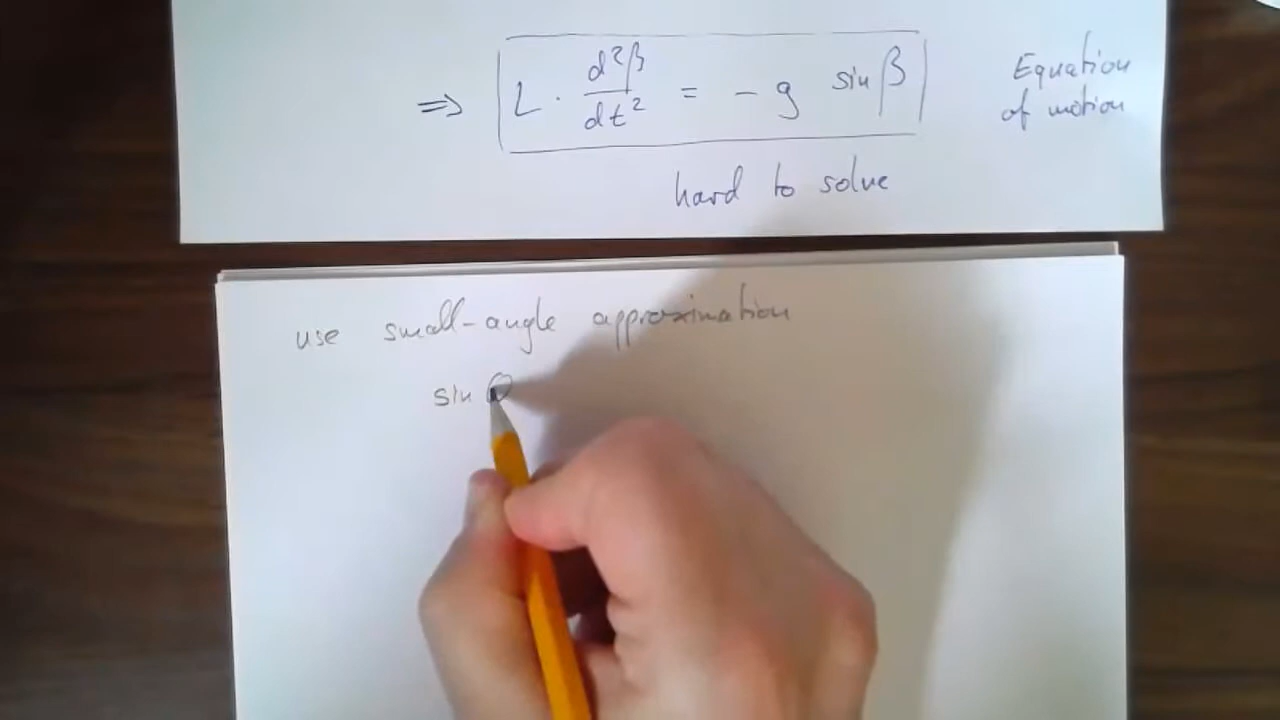 ⇒ L · d²β/dt² = - g sin β
Equation
of motion
hard to solve
use small-angle approximation
sin